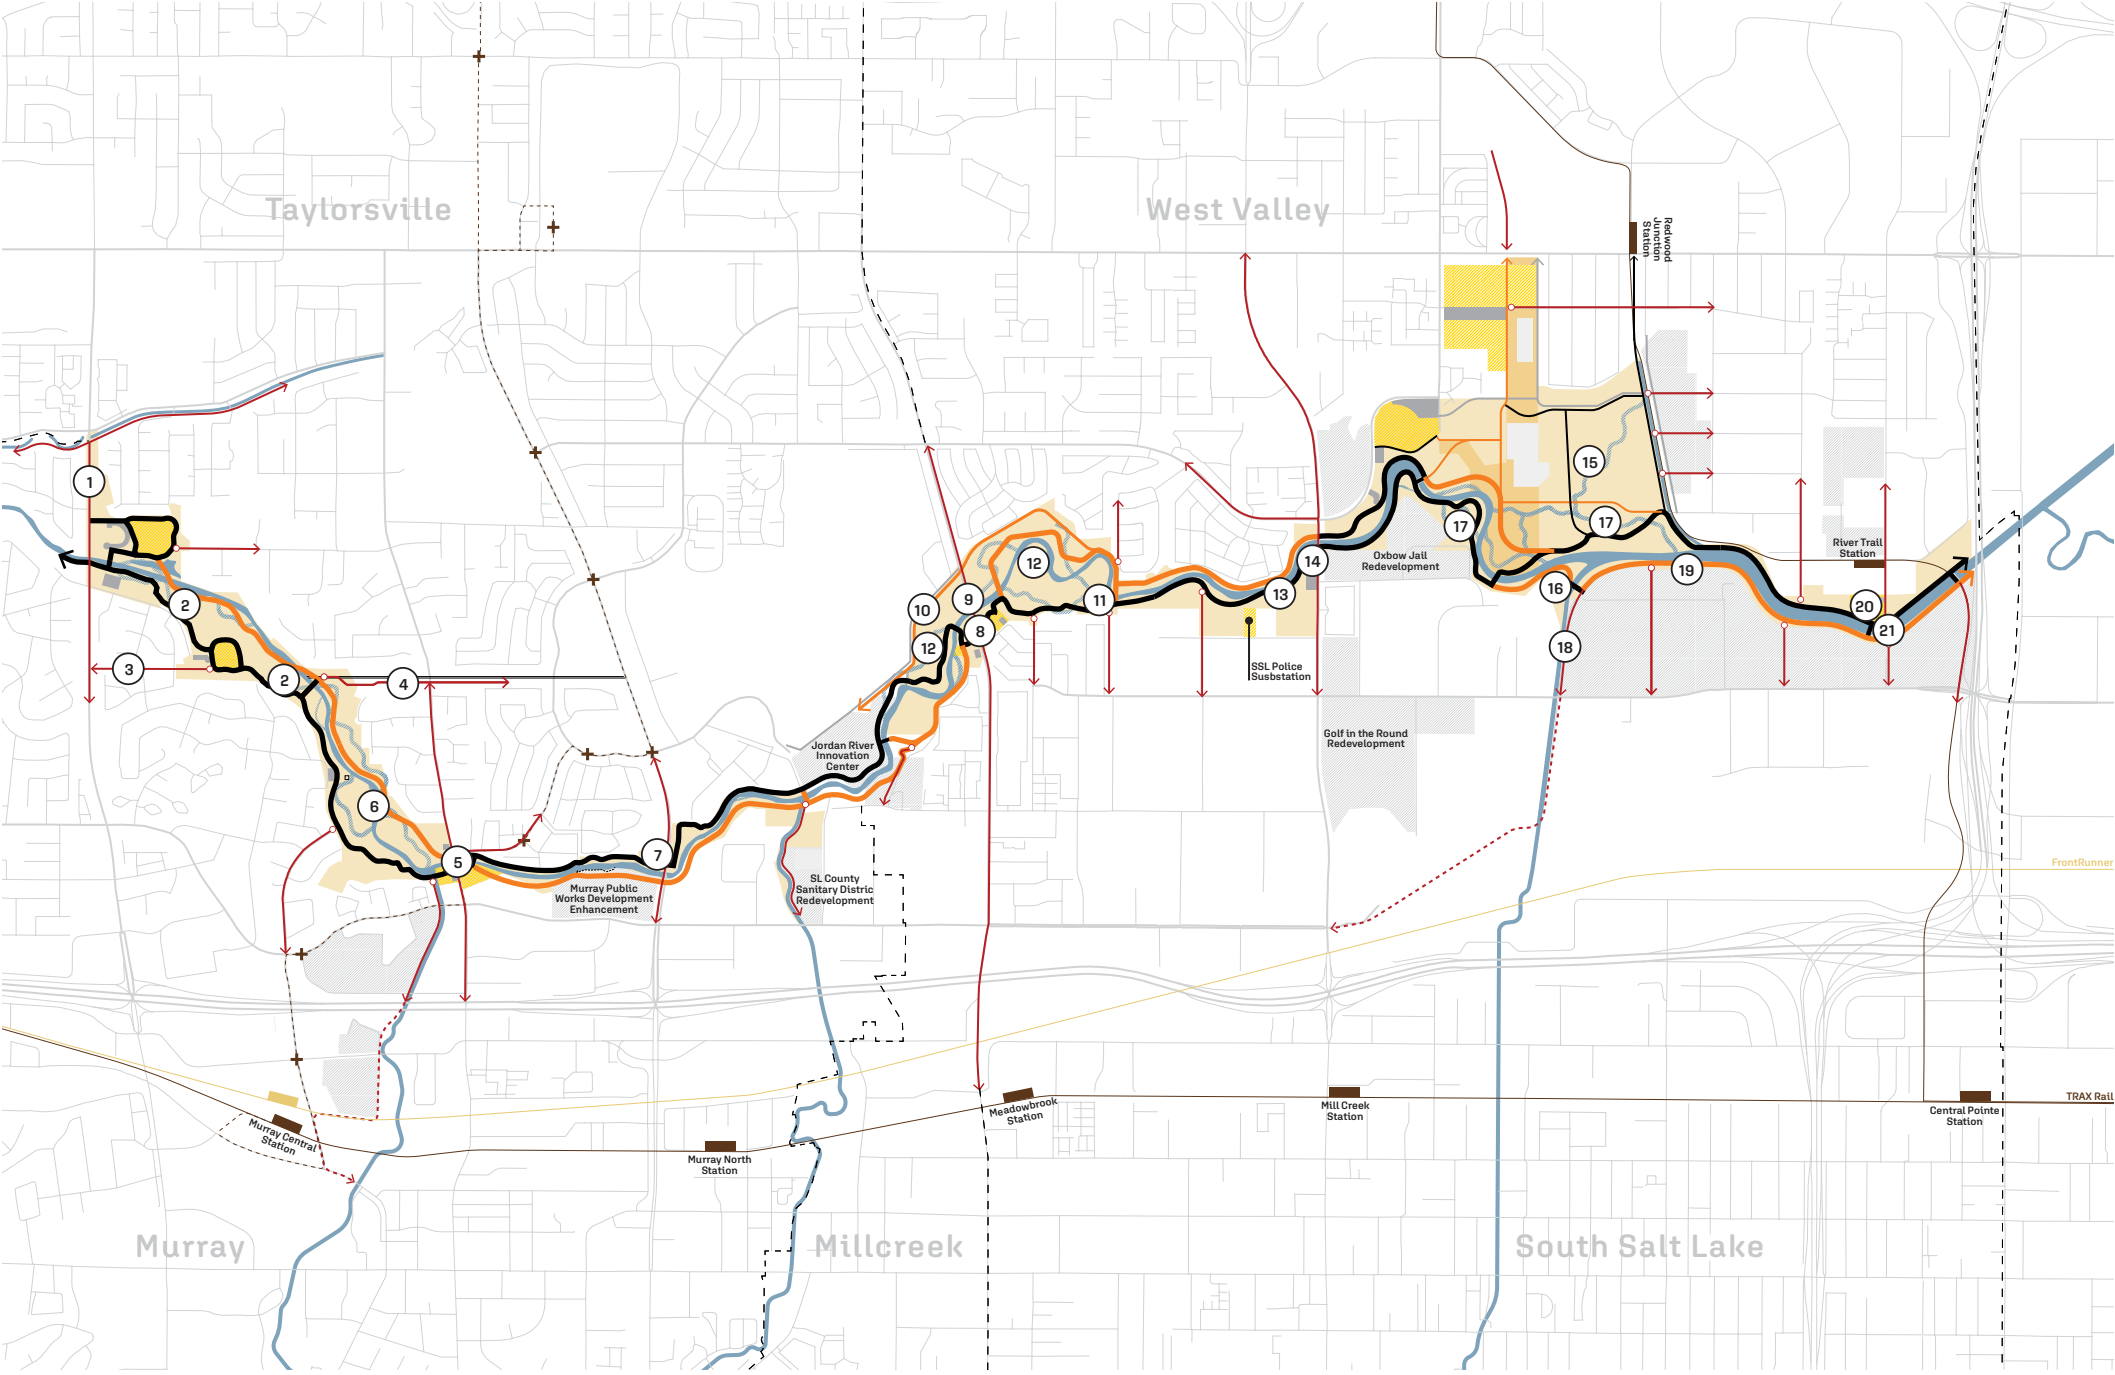 Taylorsville
West Valley
Redwood
Junction
Station
1
2
3
2
4
5
6
7
8
9
10
11
12
12
13
14
15
16
17
17
18
19
20
21
Oxbow Jail
Redevelopment
River Trail
Station
SSL Police
Susbstation
Golf in the Round
Redevelopment
Jordan River
Innovation
Center
SL County
Sanitary Distric
Redevelopment
Murray Public
Works Development
Enhancement
FrontRunner
Murray Central
Station
Murray North
Station
Meadowbrook
Station
Mill Creek
Station
Central Pointe
Station
TRAX Rail
Murray
Millcreek
South Salt Lake